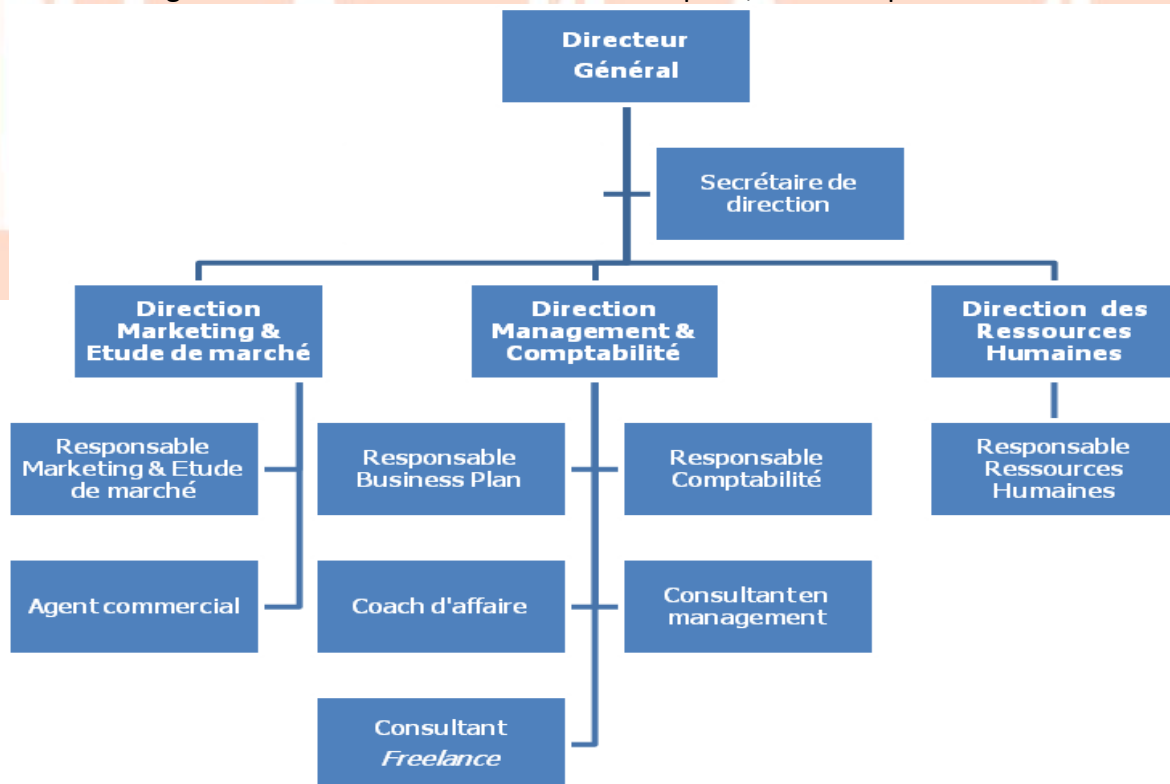 Directeur
Général
Secrétaire de
direction
Direction
Marketing &
Etude de marché
Direction
Management &
Comptabilité
Direction des
Ressources
Humaines
Responsable
Marketing & Etude
de marché
Responsable
Business Plan
Responsable
Comptabilité
Responsable
Ressources
Humaines
Agent commercial
Coach d'affaire
Consultant en
management
Consultant
Freelance